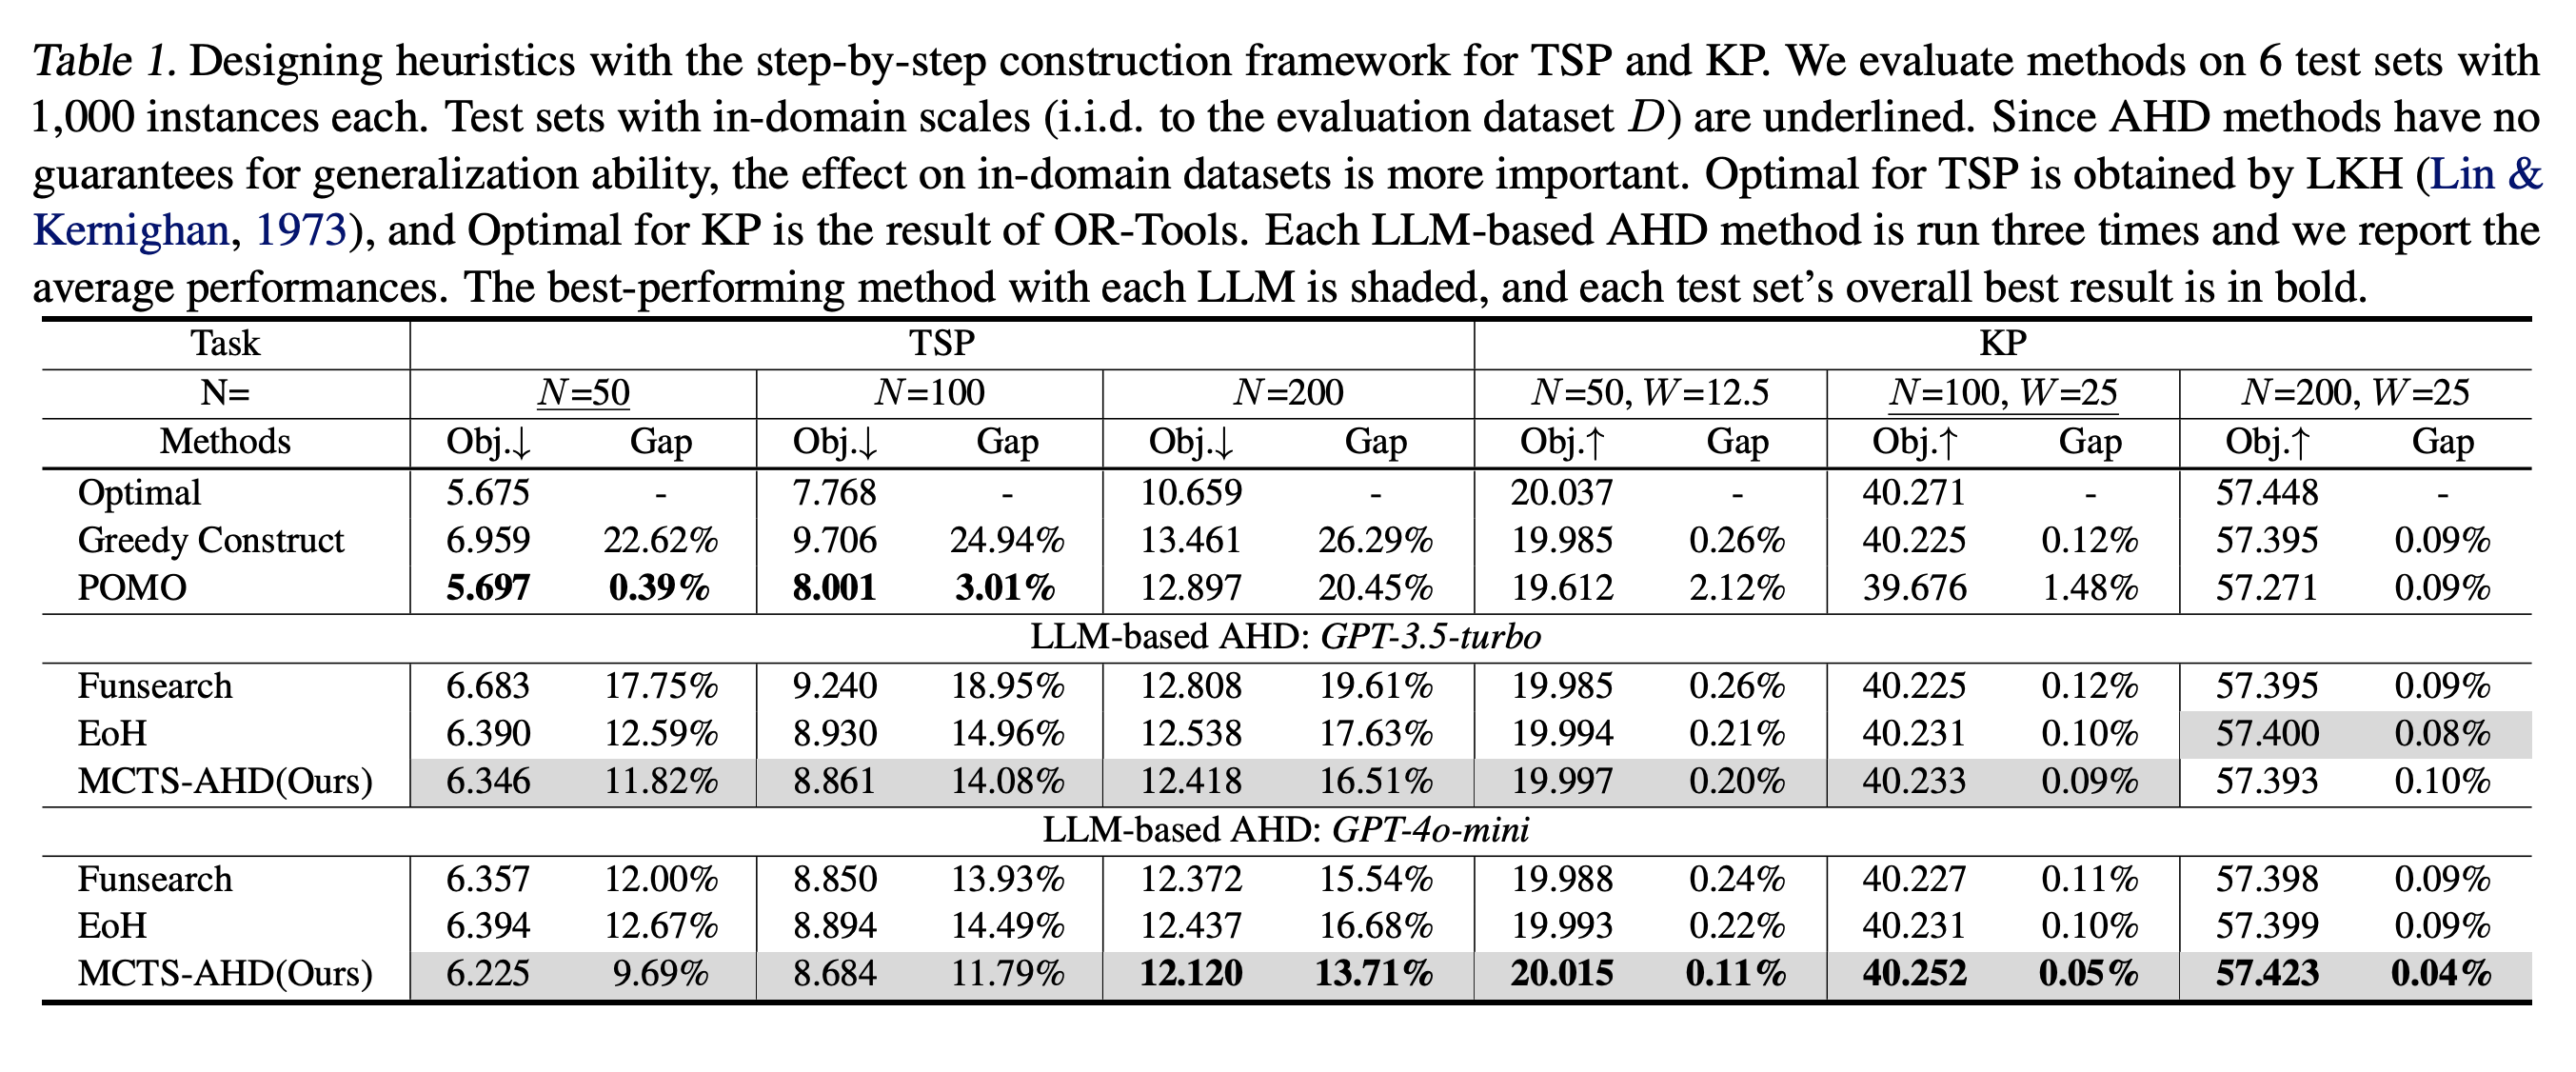 Table 1. Designing heuristics with the step-by-step construction framework for TSP and KP. We evaluate methods on 6 test sets with
1,000 instances each. Test sets with in-domain scales (i.i.d. to the evaluation dataset D) are underlined. Since AHD methods have no
guarantees for generalization ability, the effect on in-domain datasets is more important. Optimal for TSP is obtained by LKH (Lin &
Kernighan, 1973), and Optimal for KP is the result of OR-Tools. Each LLM-based AHD method is run three times and we report the
average performances. The best-performing method with each LLM is shaded, and each test set's overall best result is in bold.
Task TSP KP
N= N=50 N=100 N=200 N=50, W=12.5 N=100, W=25 N=200, W=25
Methods Obj.↓ Gap Obj.↓ Gap Obj.↓ Gap Obj.↑ Gap Obj.↑ Gap Obj.↑ Gap
Optimal 5.675 - 7.768 - 10.659 - 20.037 - 40.271 - 57.448 -
Greedy Construct 6.959 22.62% 9.706 24.94% 13.461 26.29% 19.985 0.26% 40.225 0.12% 57.395 0.09%
POMO 5.697 0.39% 8.001 3.01% 12.897 20.45% 19.612 2.12% 39.676 1.48% 57.271 0.09%
LLM-based AHD: GPT-3.5-turbo
Funsearch 6.683 17.75% 9.240 18.95% 12.808 19.61% 19.985 0.26% 40.225 0.12% 57.395 0.09%
EoH 6.390 12.59% 8.930 14.96% 12.538 17.63% 19.994 0.21% 40.231 0.10% 57.400 0.08%
MCTS-AHD(Ours) 6.346 11.82% 8.861 14.08% 12.418 16.51% 19.997 0.20% 40.233 0.09% 57.393 0.10%
LLM-based AHD: GPT-4o-mini
Funsearch 6.357 12.00% 8.850 13.93% 12.372 15.54% 19.988 0.24% 40.227 0.11% 57.398 0.09%
EoH 6.394 12.67% 8.894 14.49% 12.437 16.68% 19.993 0.22% 40.231 0.10% 57.399 0.09%
MCTS-AHD(Ours) 6.225 9.69% 8.684 11.79% 12.120 13.71% 20.015 0.11% 40.252 0.05% 57.423 0.04%